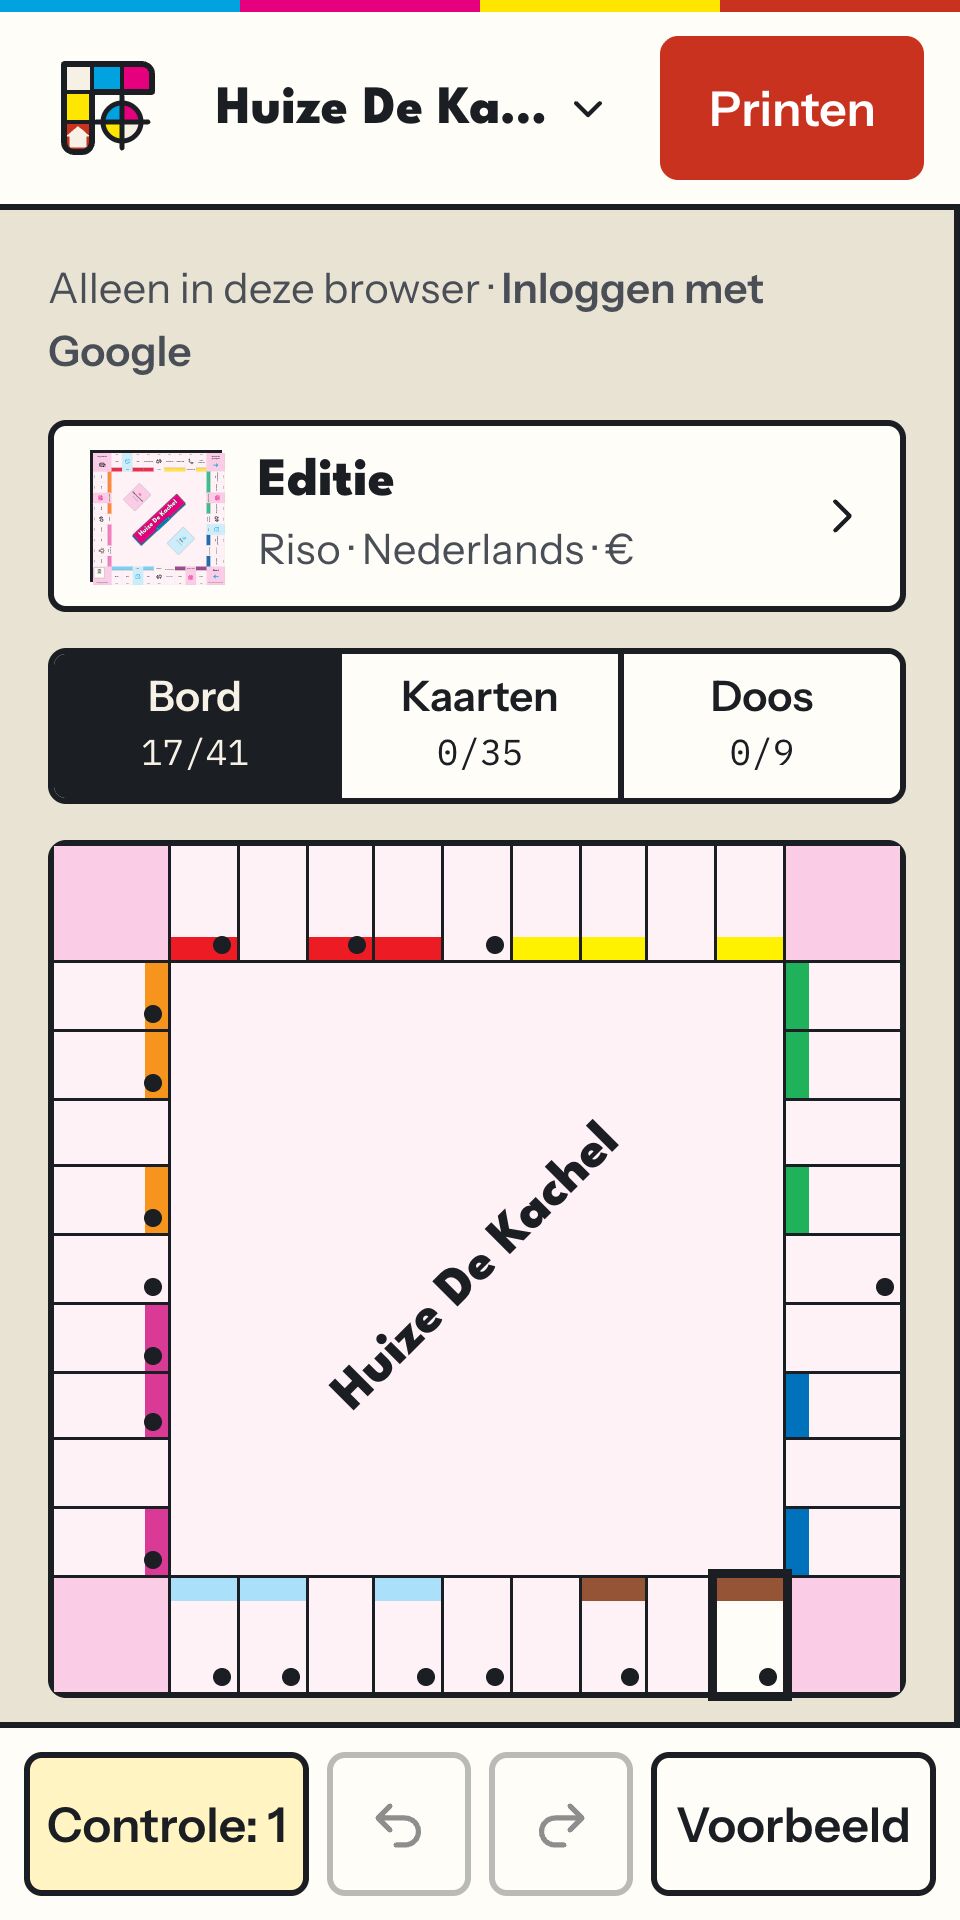 Huize De Ka...
Printen
Alleen in deze browser · Inloggen met
Google
Editie
Riso · Nederlands · €
Bord
17/41
Kaarten
0/35
Doos
0/9
Huize De Kachel
Controle: 1
Voorbeeld